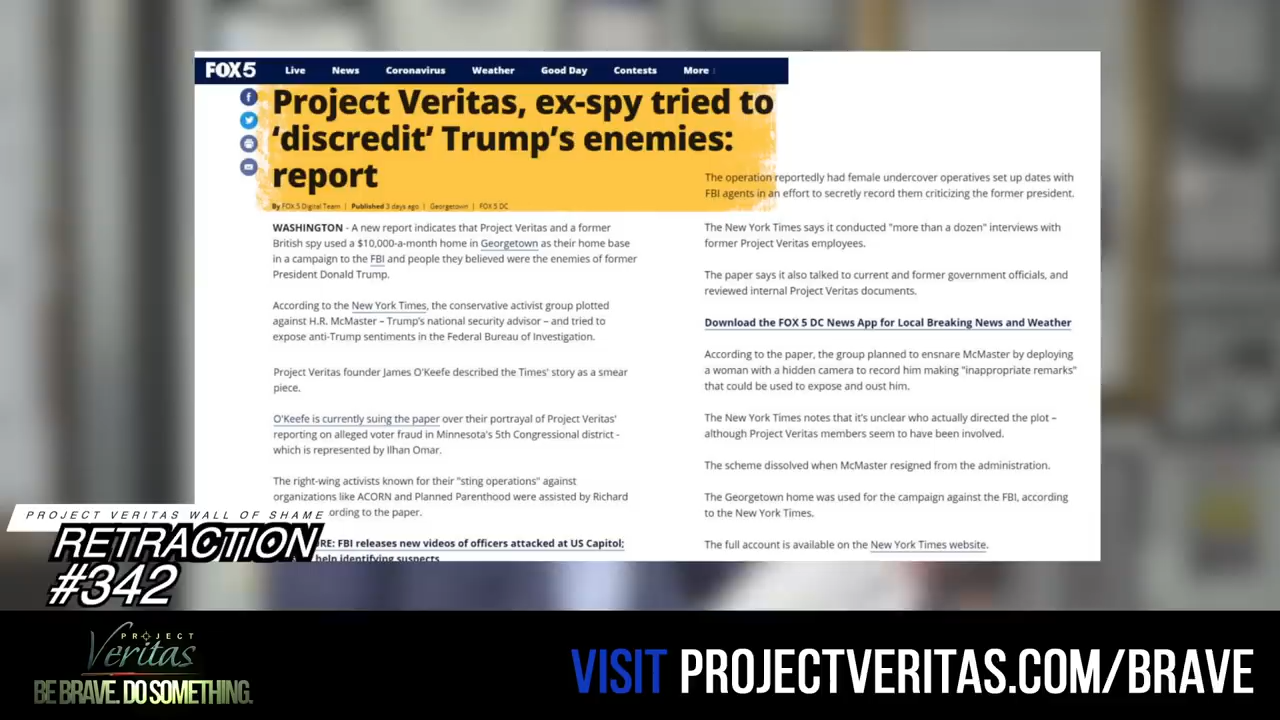 FOX 5 Live News Coronavirus Weather Good Day Contests More
Project Veritas, ex-spy tried to
‘discredit’ Trump’s enemies:
report
By FOX 5 Digital Team | Published 3 days ago | Georgetown | FOX 5 DC
WASHINGTON - A new report indicates that Project Veritas and a former
British spy used a $10,000-a-month home in Georgetown as their home base
in a campaign to the FBI and people they believed were the enemies of former
President Donald Trump.
According to the New York Times, the conservative activist group plotted
against H.R. McMaster – Trump's national security advisor – and tried to
expose anti-Trump sentiments in the Federal Bureau of Investigation.
Project Veritas founder James O'Keefe described the Times' story as a smear
piece.
O'Keefe is currently suing the paper over their portrayal of Project Veritas'
reporting on alleged voter fraud in Minnesota's 5th Congressional district -
which is represented by Ilhan Omar.
The right-wing activists known for their "sting operations" against
organizations like ACORN and Planned Parenthood were assisted by Richard
ording to the paper.
RE: FBI releases new videos of officers attacked at US Capitol;
help identifying suspects
The operation reportedly had female undercover operatives set up dates with
FBI agents in an effort to secretly record them criticizing the former president.
The New York Times says it conducted "more than a dozen" interviews with
former Project Veritas employees.
The paper says it also talked to current and former government officials, and
reviewed internal Project Veritas documents.
Download the FOX 5 DC News App for Local Breaking News and Weather
According to the paper, the group planned to ensnare McMaster by deploying
a woman with a hidden camera to record him making "inappropriate remarks"
that could be used to expose and oust him.
The New York Times notes that it's unclear who actually directed the plot –
although Project Veritas members seem to have been involved.
The scheme dissolved when McMaster resigned from the administration.
The Georgetown home was used for the campaign against the FBI, according
to the New York Times.
The full account is available on the New York Times website.
PROJECT VERITAS WALL OF SHAME
RETRACTION
#342
PROJECT
Veritas
BE BRAVE. DO SOMETHING.
VISIT PROJECTVERITAS.COM/BRAVE